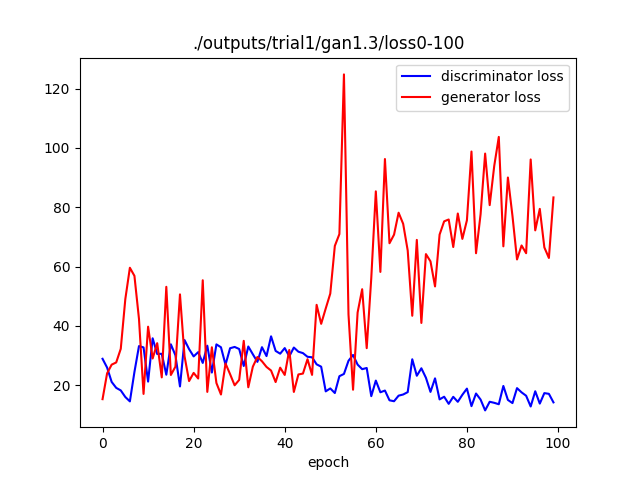 ./outputs/trial1/gan1.3/loss0-100
discriminator loss
generator loss
120
100
80
60
40
20
0 20 40 60 80 100
epoch